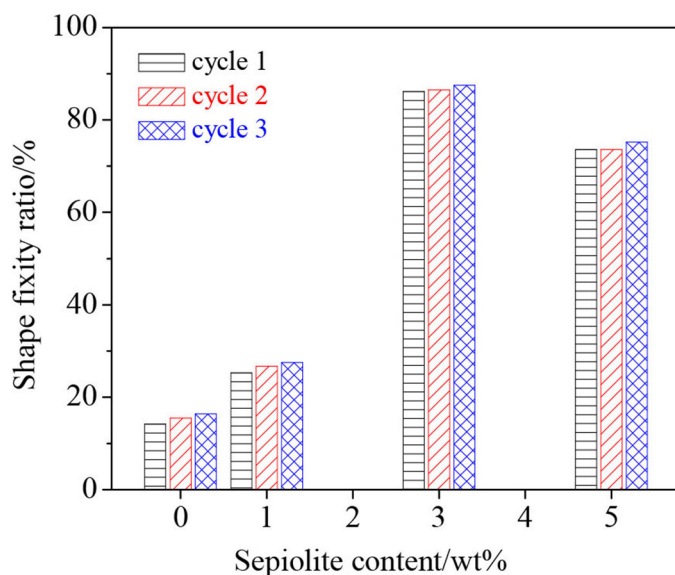 100
80
60
40
20
0
Shape fixity ratio/%
cycle 1
cycle 2
cycle 3
0 1 2 3 4 5
Sepiolite content/wt%